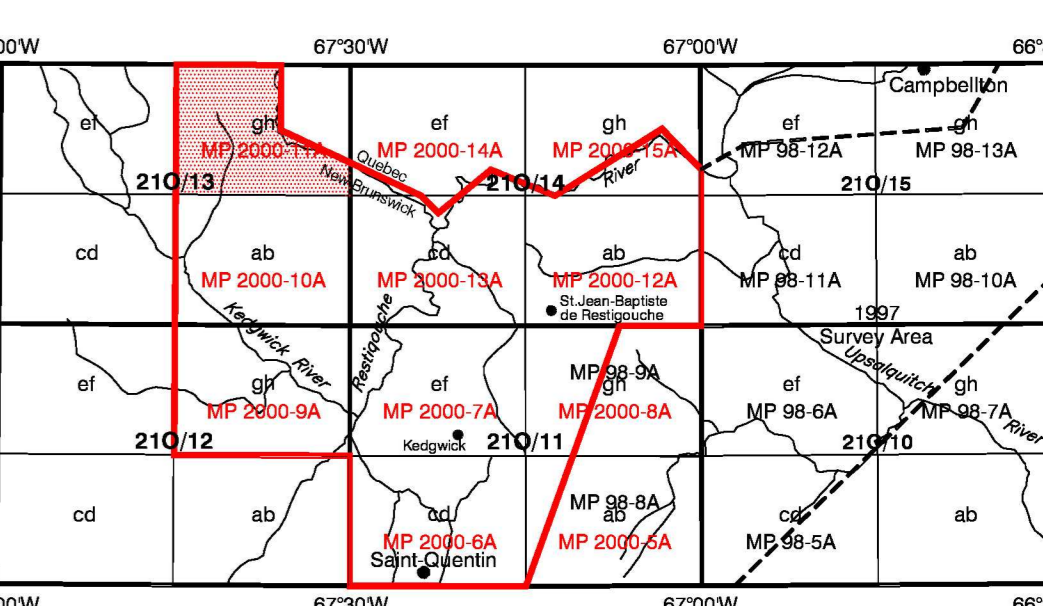 00'W 67°30'W 67°00'W 66°
Campbellton
ef gh ef gh ef gh
MP 2000-11A MP 2000-14A MP 2000-15A MP 98-12A MP 98-13A
Quebec
New-Brunswick
River
21O/13 21O/14 21O/15
cd ab cd ab cd ab
MP 2000-10A MP 2000-13A MP 2000-12A MP 98-11A MP 98-10A
St.Jean-Baptiste
de Restigouche
1997
Survey Area
Kedgwick River
Restigouche
Upsalquitch
River
MP 98-9A
ef gh ef gh ef gh
MP 2000-9A MP 2000-7A MP 2000-8A MP 98-6A MP 98-7A
Kedgwick
21O/12 21O/11 21O/10
MP 98-8A
cd ab cd ab cd ab
MP 2000-6A MP 2000-5A MP 98-5A
Saint-Quentin
00'W 67°30'W 67°00'W 66°